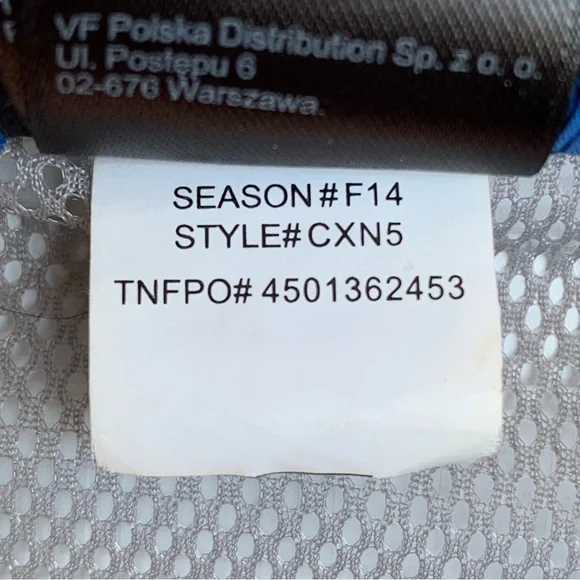 VF Polska Distribution Sp. z o. o.
Ul. Postępu 6
02-676 Warszawa.
SEASON#F14
STYLE#CXN5
TNFPO# 4501362453